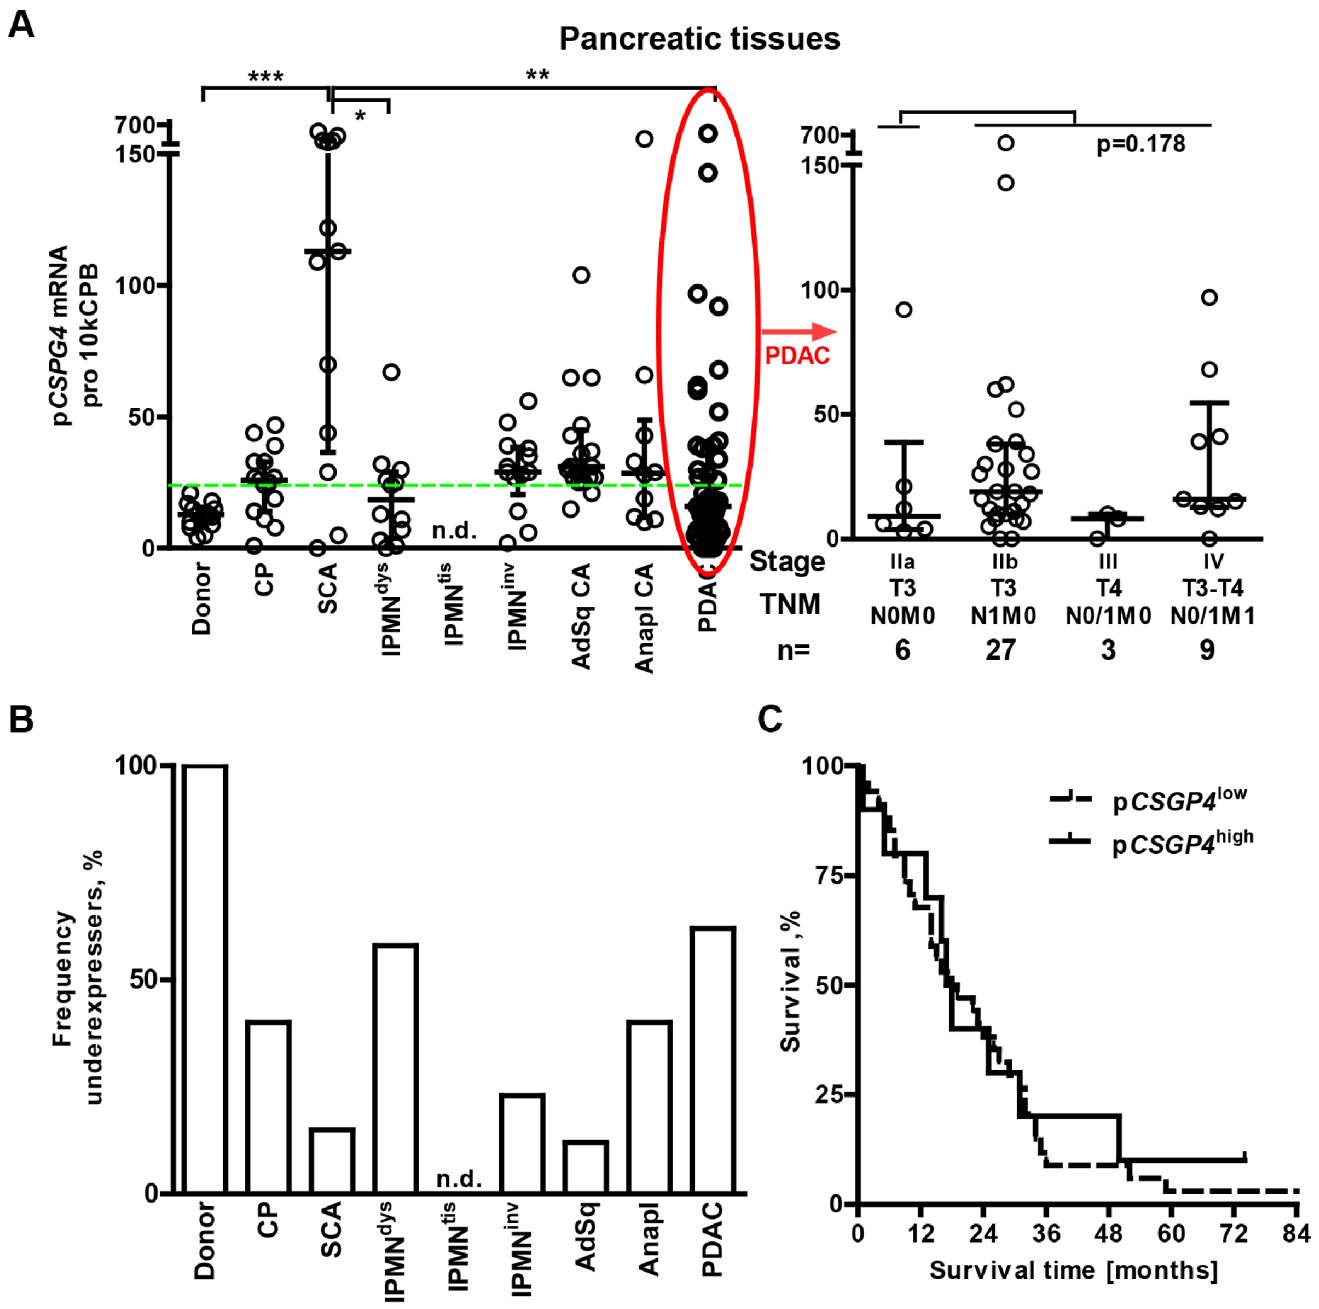 A
Pancreatic tissues
***
**
*
700
150
100
50
0
pCSPG4 mRNA
pro 10kCPB
n.d.
Donor
CP
SCA
IPMNdys
IPMNtis
IPMNinv
AdSq CA
Anapl CA
PDAC
PDAC
700
150
100
50
0
p=0.178
Stage
IIa
IIb
III
IV
TNM
T3
T3
T4
T3-T4
N0M0
N1M0
N0/1M0
N0/1M1
n=
6
27
3
9
B
100
50
0
Frequency
underexpressers, %
n.d.
Donor
CP
SCA
IPMNdys
IPMNtis
IPMNinv
AdSq
Anapl
PDAC
C
100
75
50
25
0
Survival,%
pCSGP4low
pCSGP4high
0 12 24 36 48 60 72 84
Survival time [months]